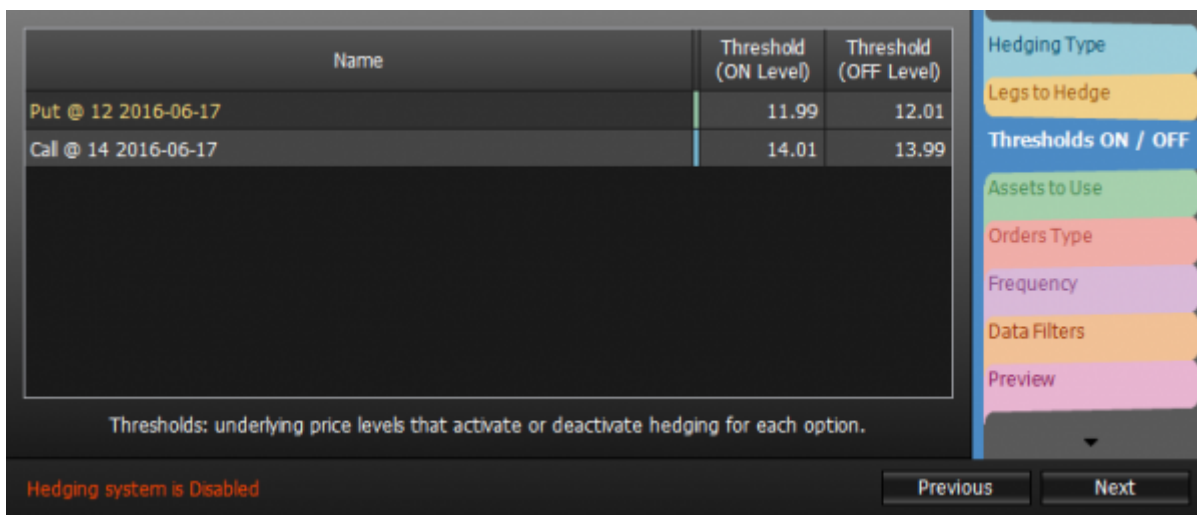 Name
Threshold
(ON Level)
Threshold
(OFF Level)
Put @ 12 2016-06-17 11.99 12.01
Call @ 14 2016-06-17 14.01 13.99
Thresholds: underlying price levels that activate or deactivate hedging for each option.
Hedging system is Disabled
Previous
Next
Hedging Type
Legs to Hedge
Thresholds ON / OFF
Assets to Use
Orders Type
Frequency
Data Filters
Preview